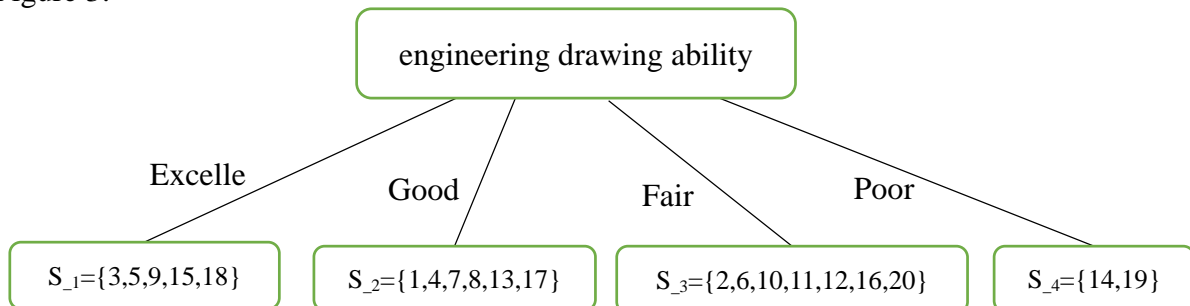 engineering drawing ability
Excelle
Good
Fair
Poor
S_1={3,5,9,15,18}
S_2={1,4,7,8,13,17}
S_3={2,6,10,11,12,16,20}
S_4={14,19}